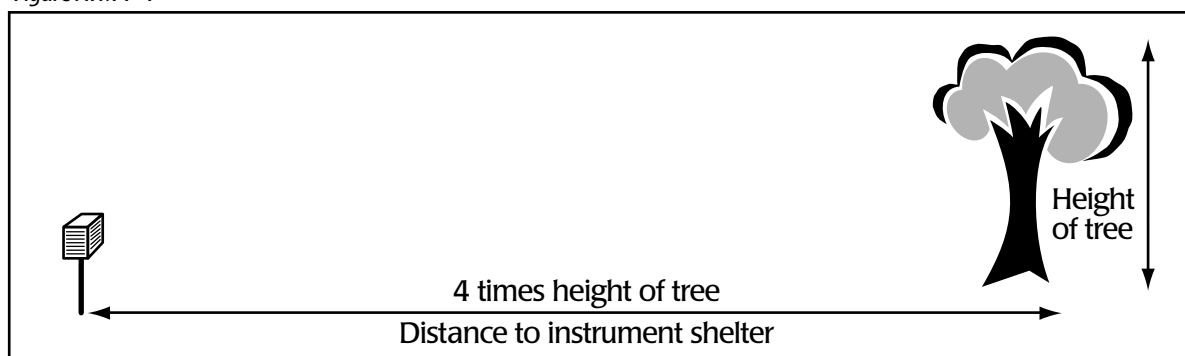 Height
of tree
4 times height of tree
Distance to instrument shelter